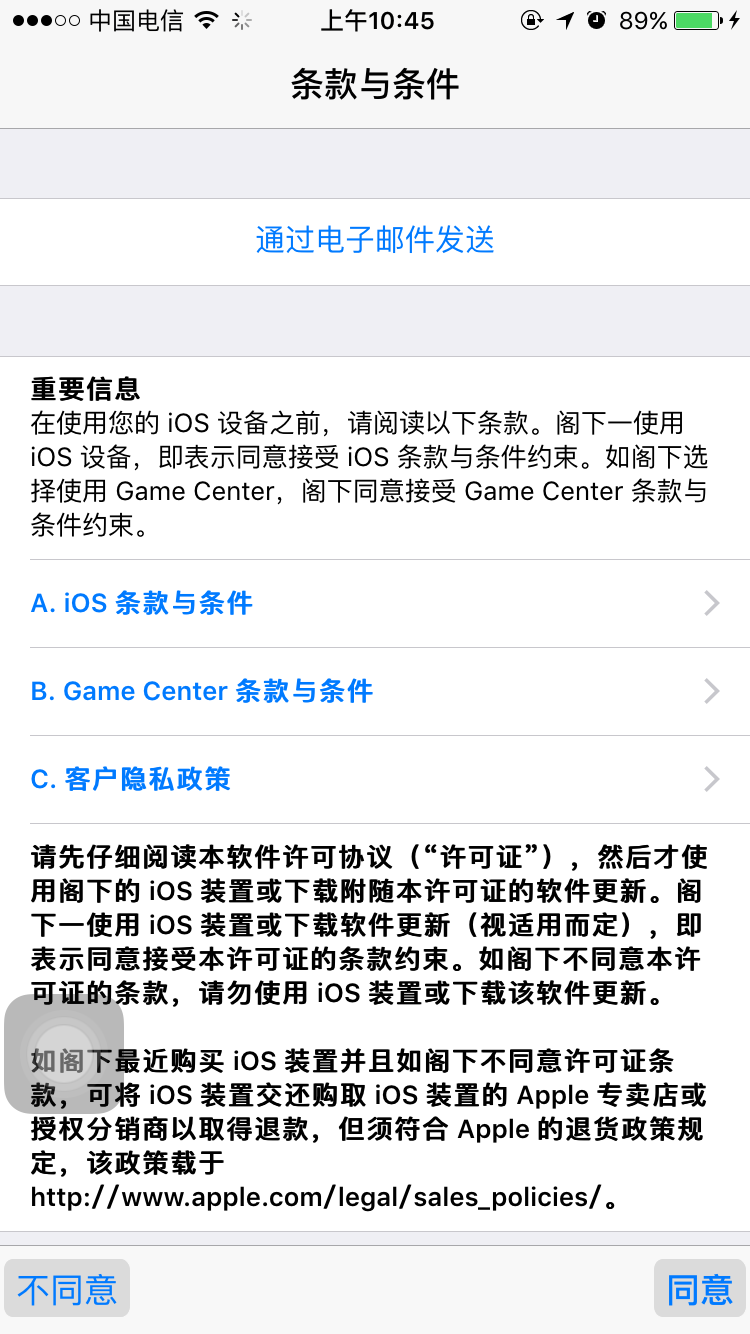 中国电信 上午10:45 89%
条款与条件
通过电子邮件发送
重要信息
在使用您的 iOS 设备之前，请阅读以下条款。阁下一使用
iOS 设备，即表示同意接受 iOS 条款与条件约束。如阁下选
择使用 Game Center，阁下同意接受 Game Center 条款与
条件约束。
A. iOS 条款与条件
B. Game Center 条款与条件
C. 客户隐私政策
请先仔细阅读本软件许可协议（“许可证”），然后才使
用阁下的 iOS 装置或下载附随本许可证的软件更新。阁
下一使用 iOS 装置或下载软件更新（视适用而定），即
表示同意接受本许可证的条款约束。如阁下不同意本许
可证的条款，请勿使用 iOS 装置或下载该软件更新。
如阁下最近购买 iOS 装置并且如阁下不同意许可证条
款，可将 iOS 装置交还购取 iOS 装置的 Apple 专卖店或
授权分销商以取得退款，但须符合 Apple 的退货政策规
定，该政策载于
http://www.apple.com/legal/sales_policies/。
不同意 同意